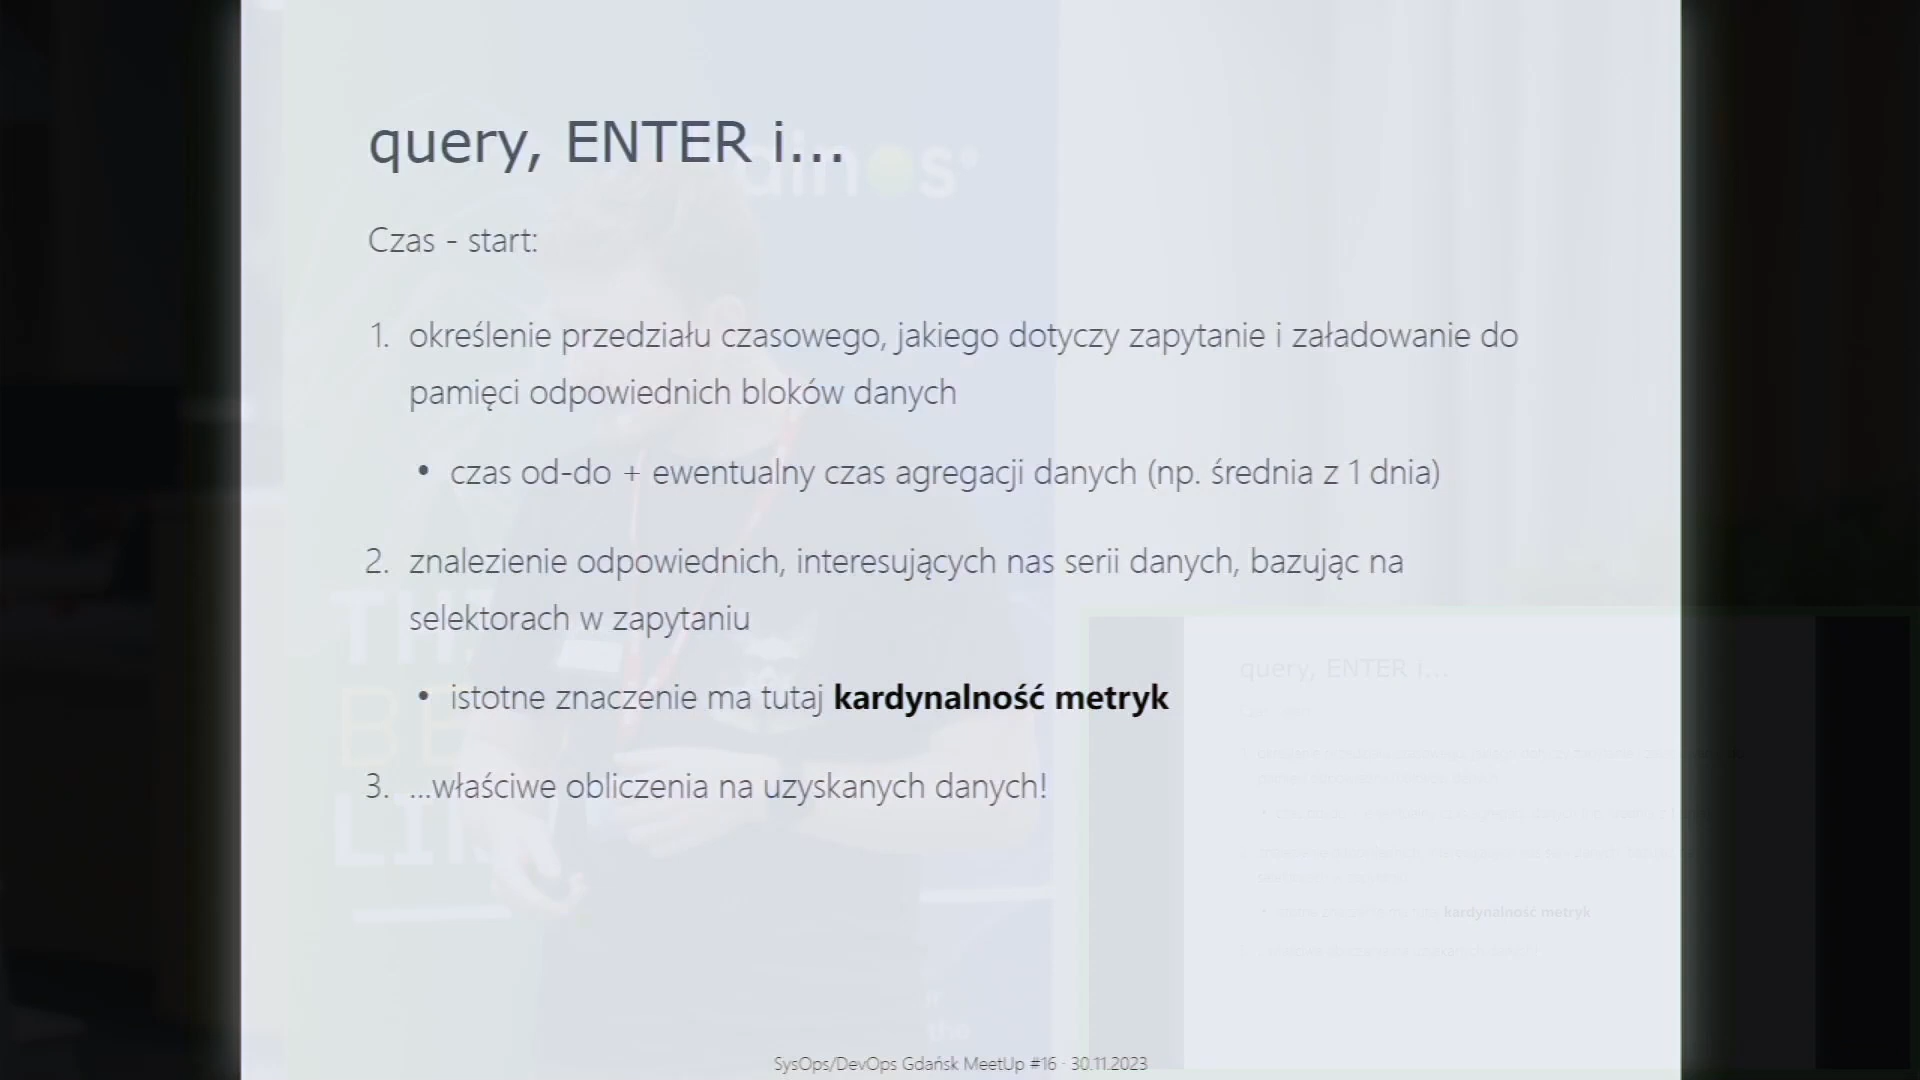 query, ENTER i...
Czas - start:
1. określenie przedziału czasowego, jakiego dotyczy zapytanie i załadowanie do
pamięci odpowiednich bloków danych
• czas od-do + ewentualny czas agregacji danych (np. średnia z 1 dnia)
2. znalezienie odpowiednich, interesujących nas serii danych, bazując na
selektorach w zapytaniu
• istotne znaczenie ma tutaj kardynalność metryk
3. ...właściwe obliczenia na uzyskanych danych!
query, ENTER i...
kardynalność metryk
SysOps/DevOps Gdańsk MeetUp #16 - 30.11.2023